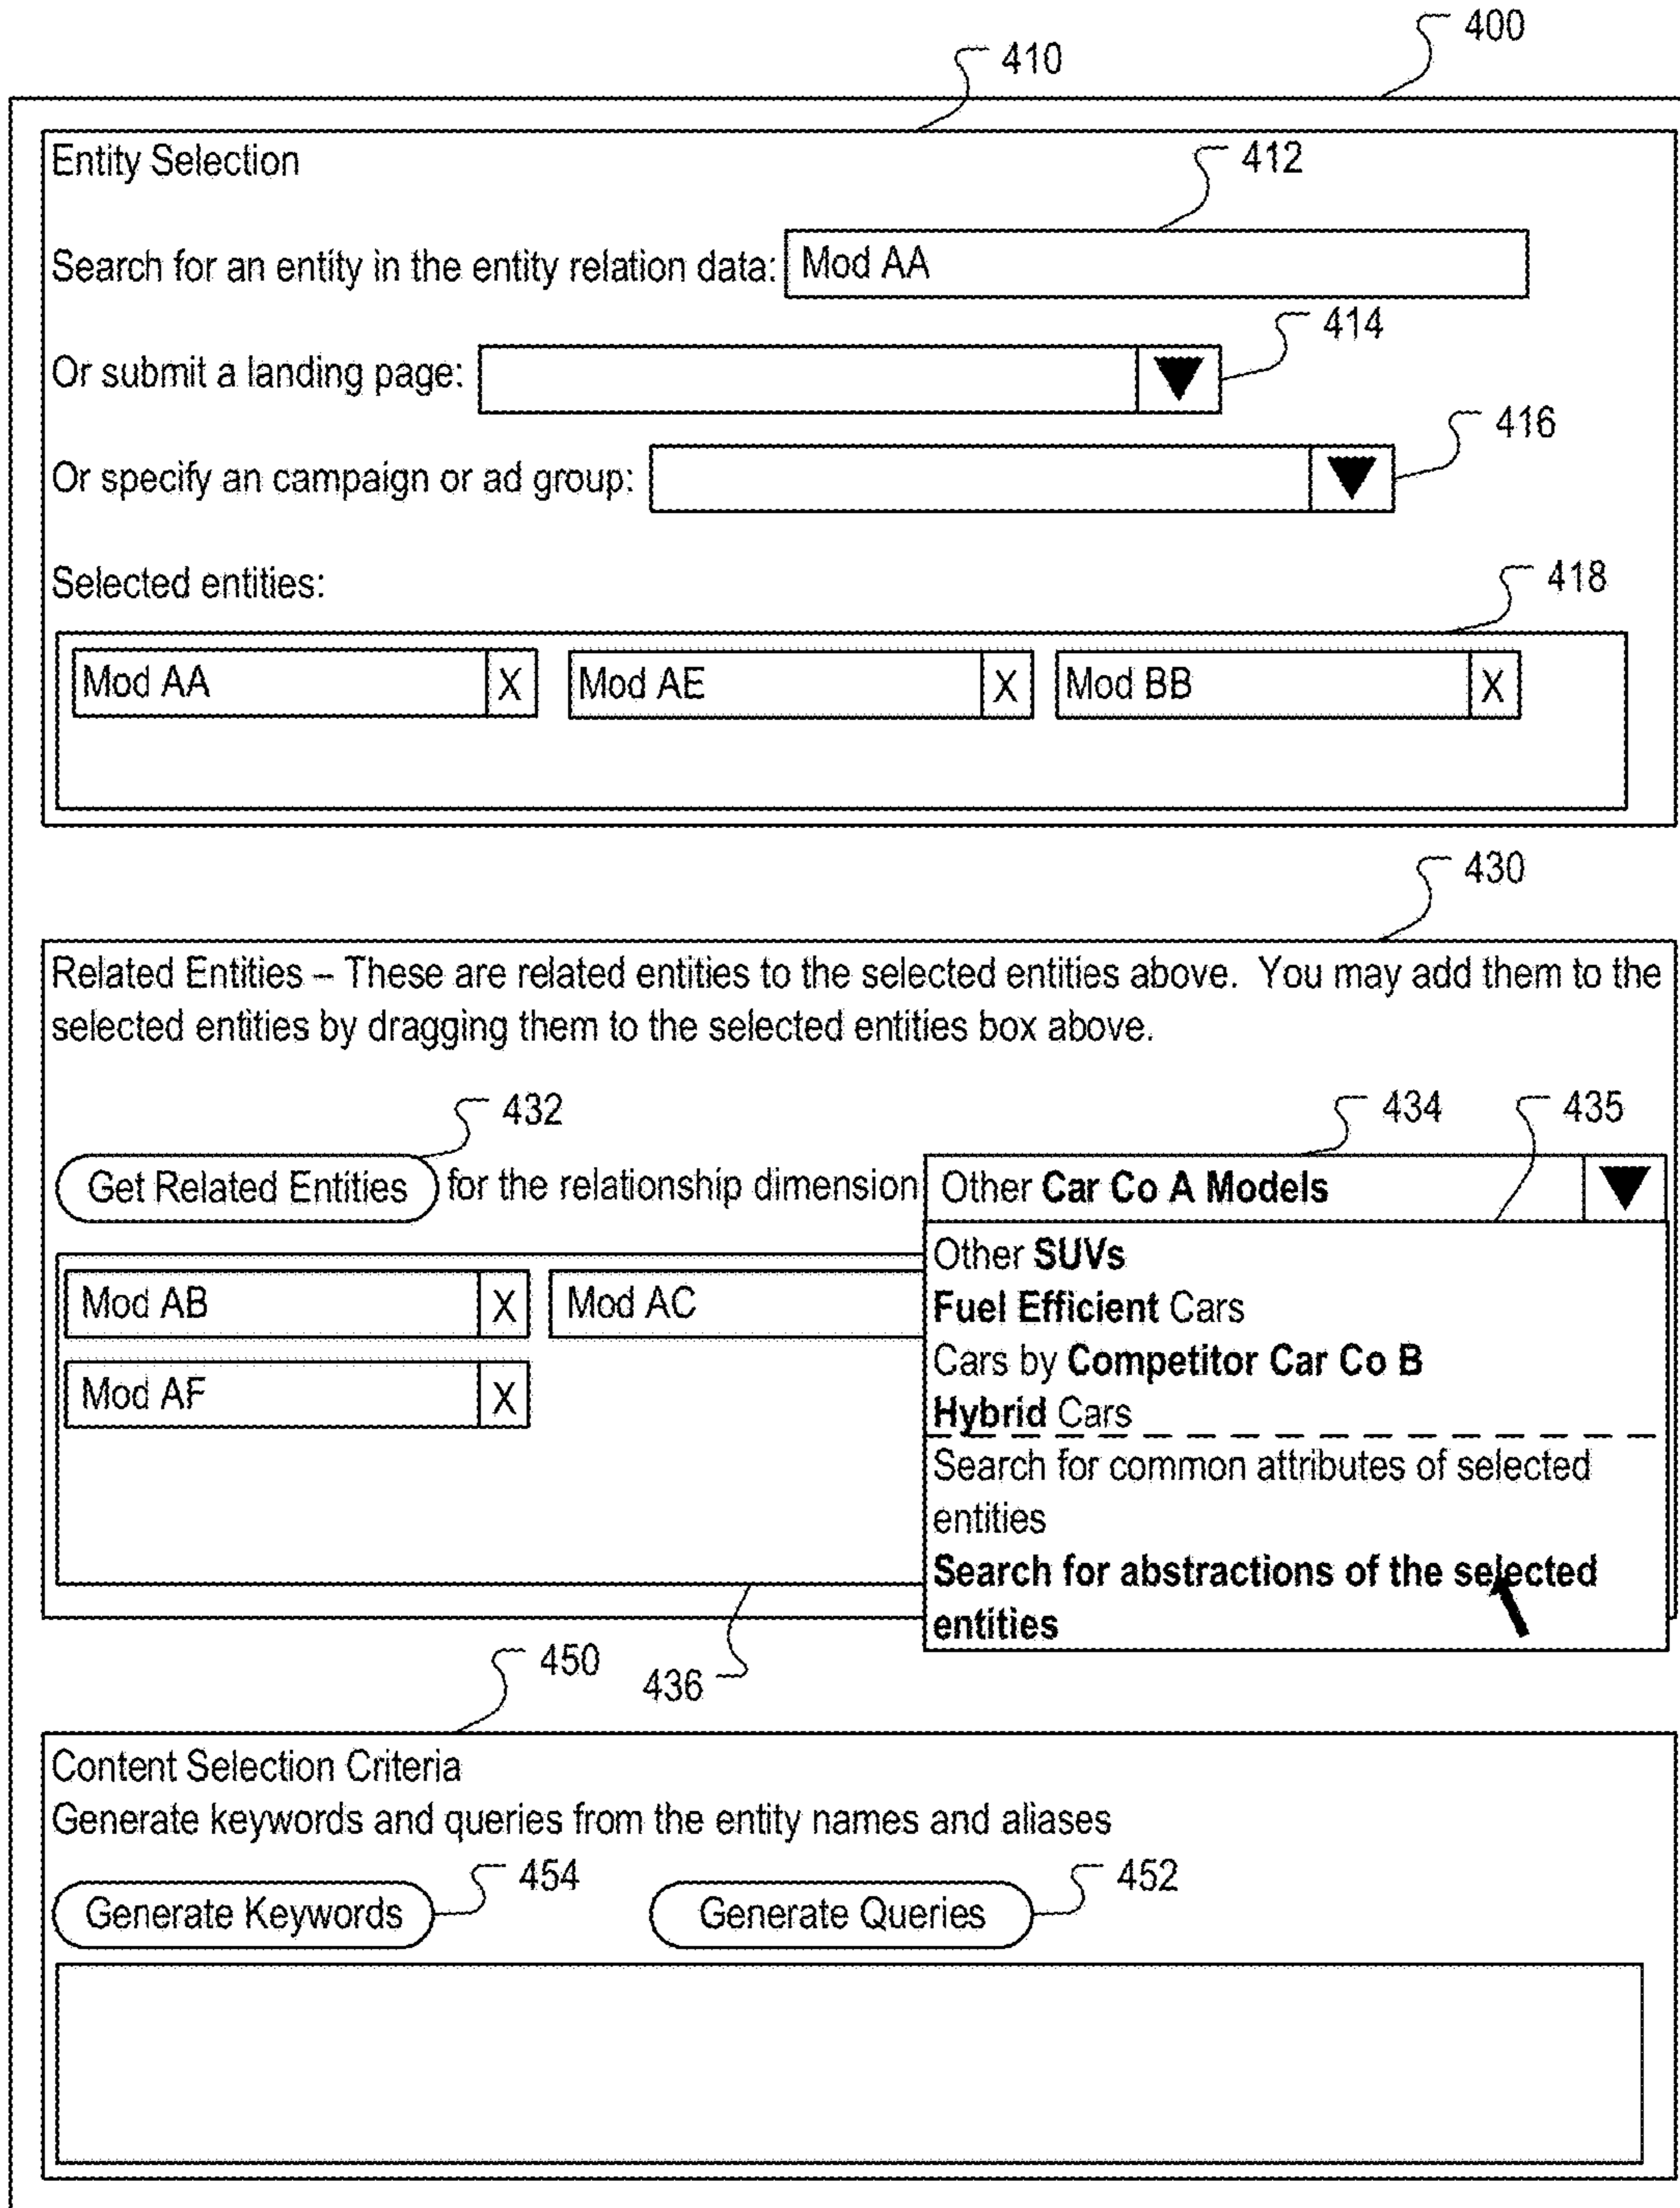 400
410
Entity Selection
412
Search for an entity in the entity relation data: Mod AA
414
Or submit a landing page:
416
Or specify an campaign or ad group:
Selected entities:
418
Mod AA X Mod AE X Mod BB X
430
Related Entities – These are related entities to the selected entities above. You may add them to the
selected entities by dragging them to the selected entities box above.
432 434 435
Get Related Entities for the relationship dimension Other Car Co A Models
Other SUVs
Mod AB X Mod AC
Fuel Efficient Cars
Cars by Competitor Car Co B
Mod AF X
Hybrid Cars
Search for common attributes of selected
entities
Search for abstractions of the selected
entities
450
436
Content Selection Criteria
Generate keywords and queries from the entity names and aliases
454 452
Generate Keywords Generate Queries